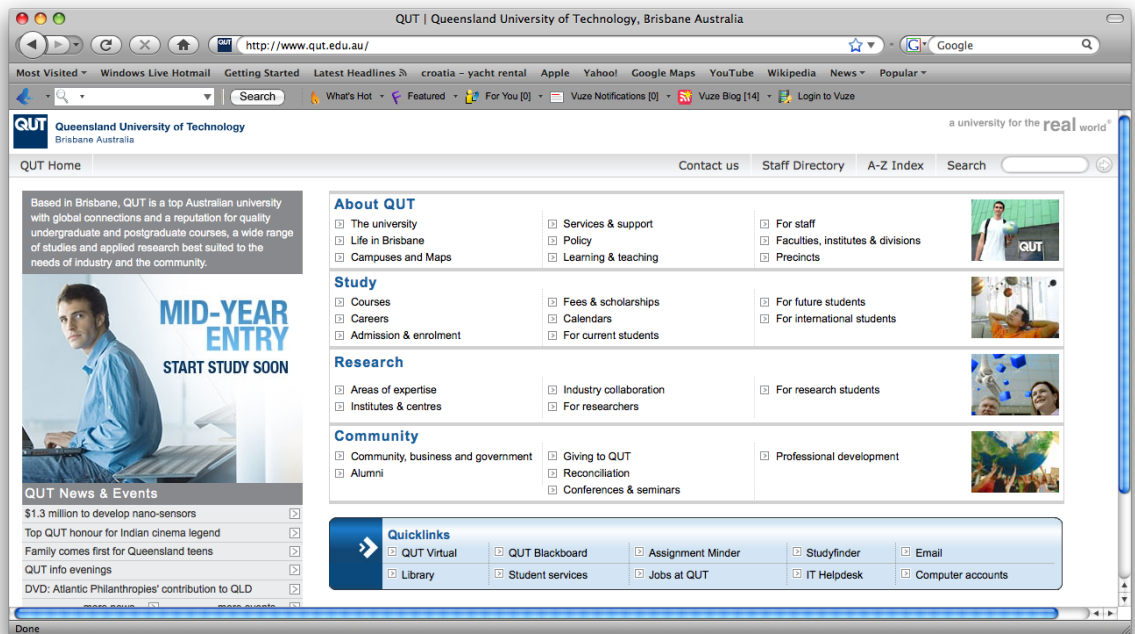 QUT | Queensland University of Technology, Brisbane Australia
QUT http://www.qut.edu.au/ G Google
Most Visited Windows Live Hotmail Getting Started Latest Headlines croatia - yacht rental Apple Yahoo! Google Maps YouTube Wikipedia News Popular
Search What's Hot Featured For You [0] Vuze Notifications [0] Vuze Blog [14] Login to Vuze
QUT Queensland University of Technology
Brisbane Australia
a university for the real world®
QUT Home Contact us Staff Directory A-Z Index Search
Based in Brisbane, QUT is a top Australian university
with global connections and a reputation for quality
undergraduate and postgraduate courses, a wide range
of studies and applied research best suited to the
needs of industry and the community.
MID-YEAR
ENTRY
START STUDY SOON
QUT News & Events
$1.3 million to develop nano-sensors
Top QUT honour for Indian cinema legend
Family comes first for Queensland teens
QUT info evenings
DVD: Atlantic Philanthropies' contribution to QLD
more news more events
About QUT
The university Services & support For staff
Life in Brisbane Policy Faculties, institutes & divisions
Campuses and Maps Learning & teaching Precincts
QUT
Study
Courses Fees & scholarships For future students
Careers Calendars For international students
Admission & enrolment For current students
Research
Areas of expertise Industry collaboration For research students
Institutes & centres For researchers
Community
Community, business and government Giving to QUT Professional development
Alumni Reconciliation
Conferences & seminars
Quicklinks
QUT Virtual QUT Blackboard Assignment Minder Studyfinder Email
Library Student services Jobs at QUT IT Helpdesk Computer accounts
Done